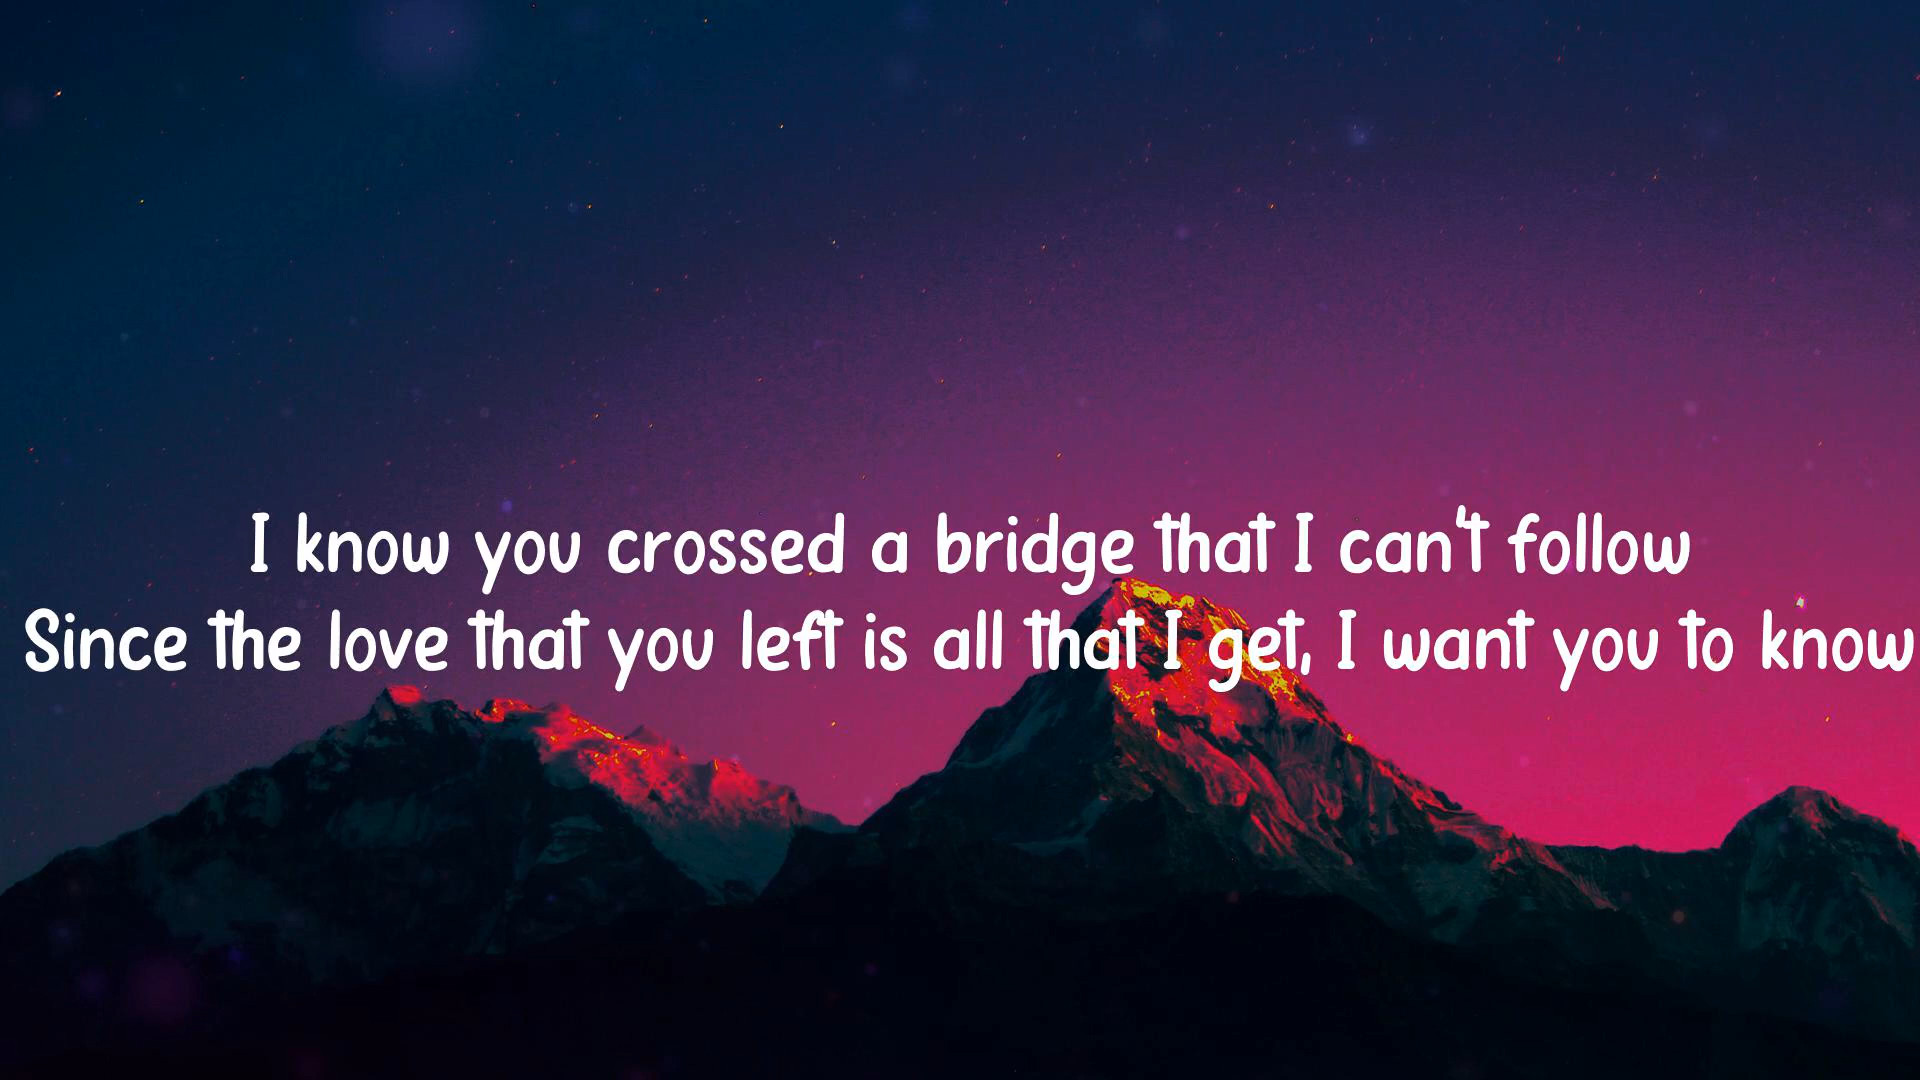 I know you crossed a bridge that I can't follow
Since the love that you left is all that I get, I want you to know